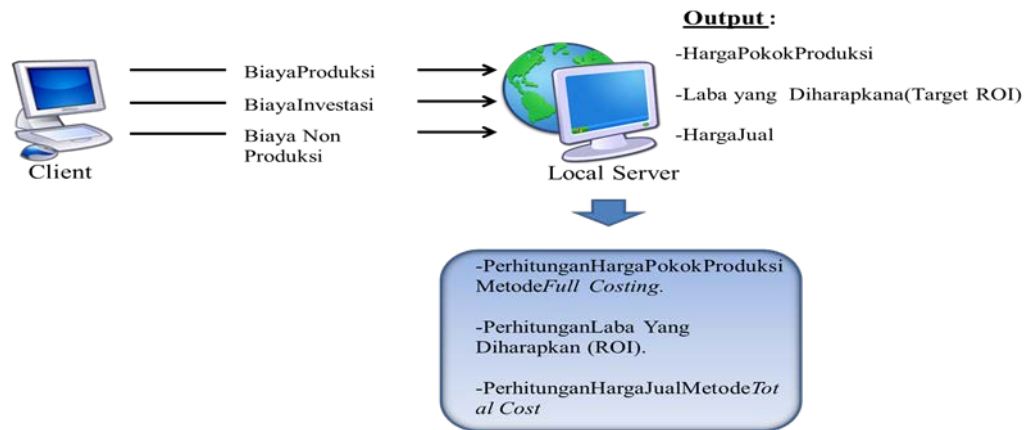 Output :
-HargaPokokProduksi
-Laba yang Diharapkana(Target ROI)
-HargaJual
BiayaProduksi
BiayaInvestasi
Biaya Non
Produksi
Client
Local Server
-PerhitunganHargaPokokProduksi
MetodeFull Costing.
-PerhitunganLaba Yang
Diharapkan (ROI).
-PerhitunganHargaJualMetodeTot
al Cost